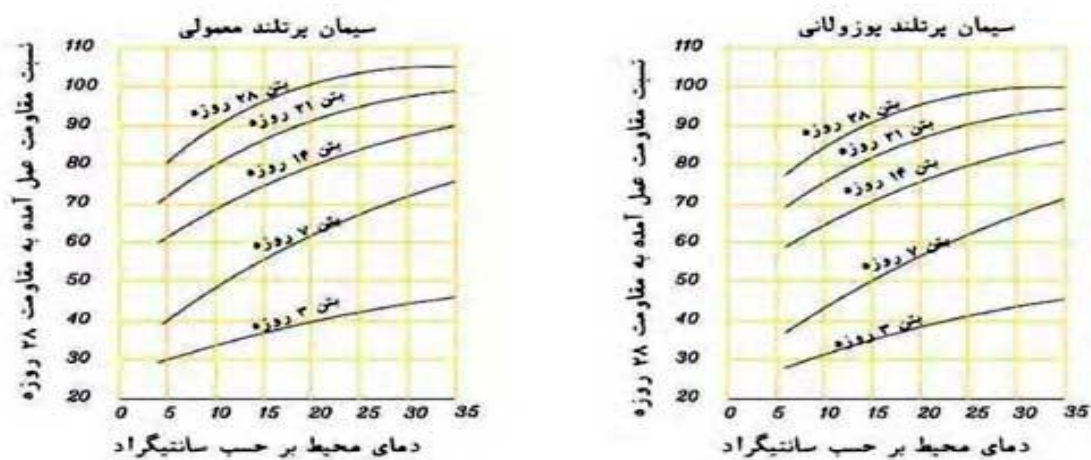 سیمان پرتلند معمولی
نسبت مقاومت عمل آمده به مقاومت ۲۸ روزه
110
100
90
80
70
60
50
40
30
20
بتن ۲۸ روزه
بتن ۲۱ روزه
بتن ۱۴ روزه
بتن ۷ روزه
بتن ۳ روزه
0 5 10 15 20 25 30 35
دمای محیط بر حسب سانتیگراد
سیمان پرتلند پوزولانی
نسبت مقاومت عمل آمده به مقاومت ۲۸ روزه
110
100
90
80
70
60
50
40
30
20
بتن ۲۸ روزه
بتن ۲۱ روزه
بتن ۱۴ روزه
بتن ۷ روزه
بتن ۳ روزه
0 5 10 15 20 25 30 35
دمای محیط بر حسب سانتیگراد